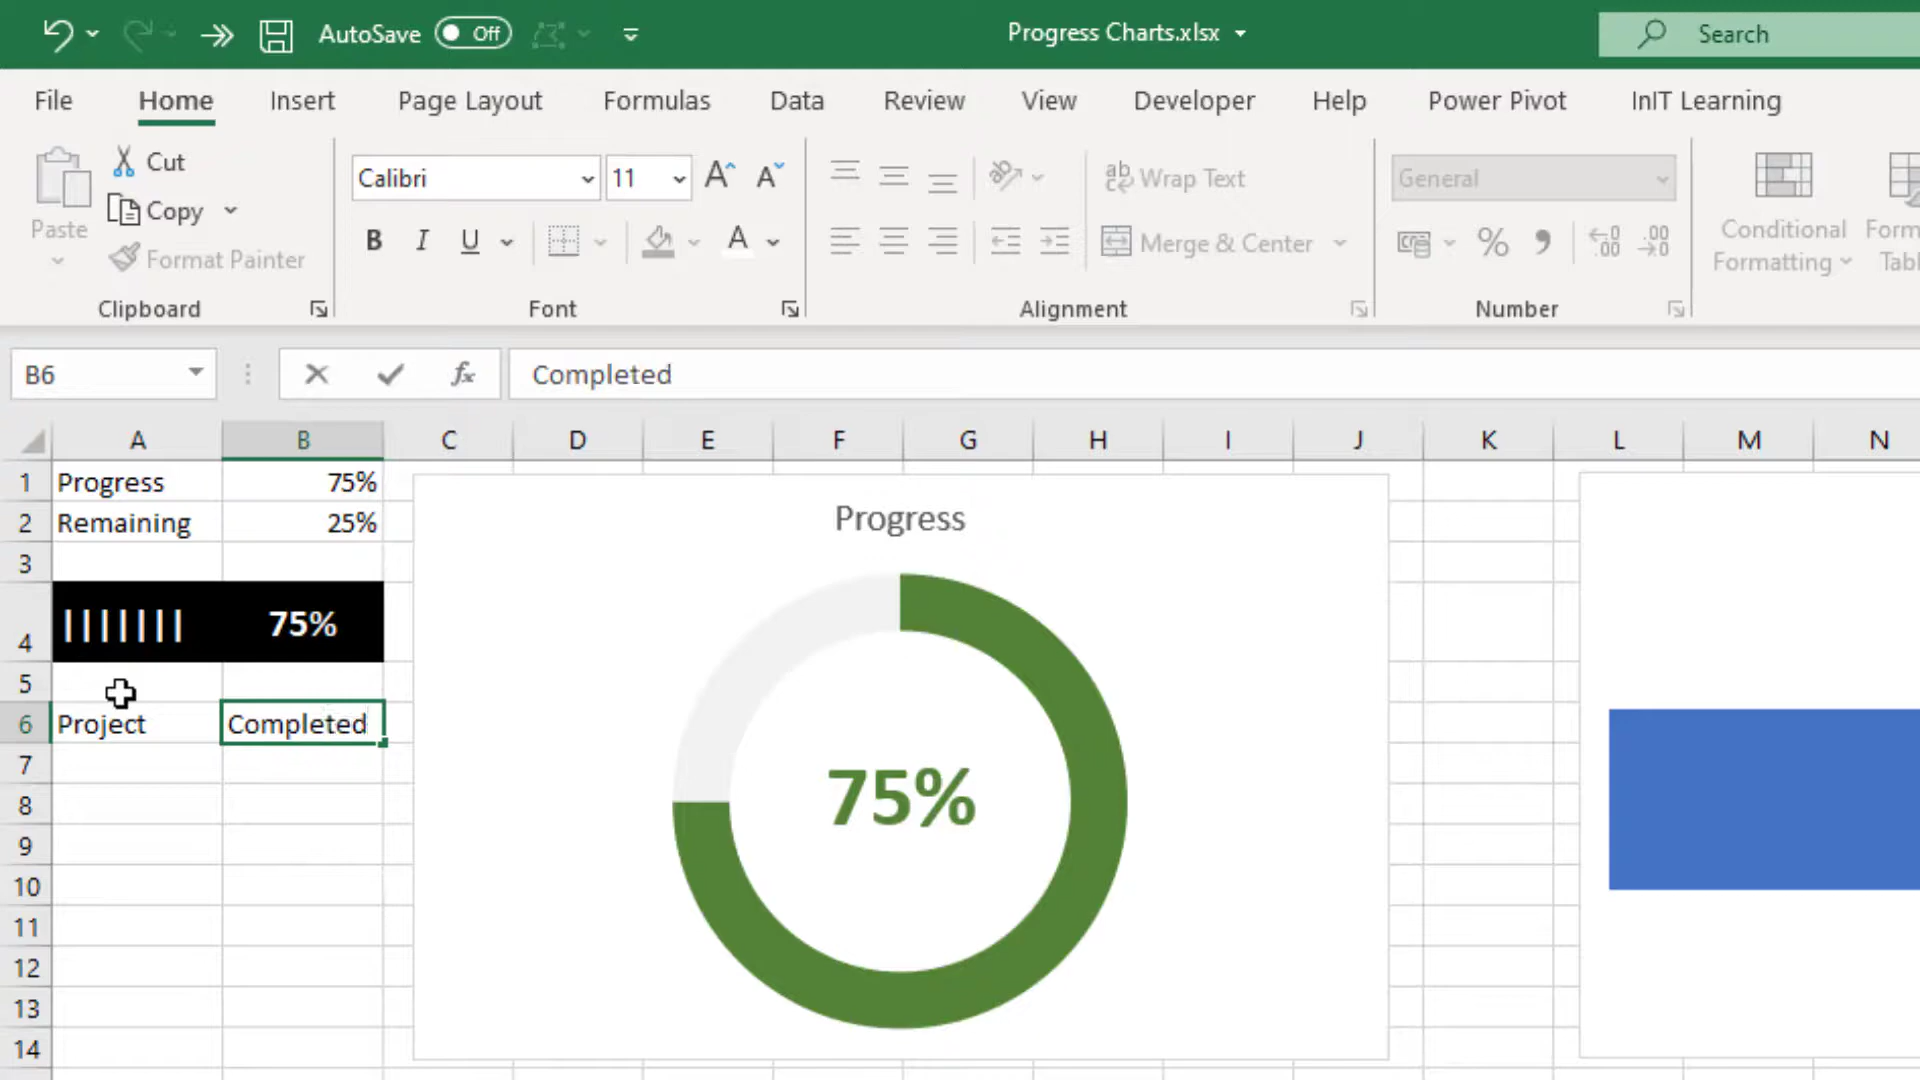 AutoSave Off Progress Charts.xlsx Search
File Home Insert Page Layout Formulas Data Review View Developer Help Power Pivot InIT Learning
Paste
Cut
Copy
Format Painter
Clipboard
Calibri 11
B I U A
Font
Wrap Text
Merge & Center
Alignment
General
% 9 .00
Number
Conditional
Formatting
B6 fx Completed
A B C D E F G H I J K L M N
1 Progress 75%
2 Remaining 25%
3
4 ||||||| 75%
5
6 Project Completed
7
8
9
10
11
12
13
14
Progress
75%